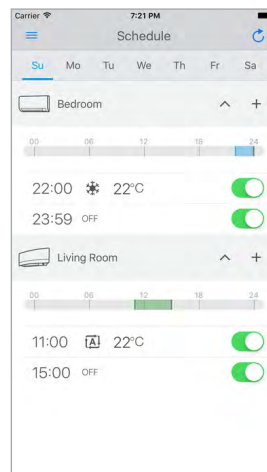 Carrier 7:21 PM
Schedule
Su Mo Tu We Th Fr Sa
Bedroom
00 06 12 18 24
22:00 22°C
23:59 OFF
Living Room
00 06 12 18 24
11:00 A 22°C
15:00 OFF